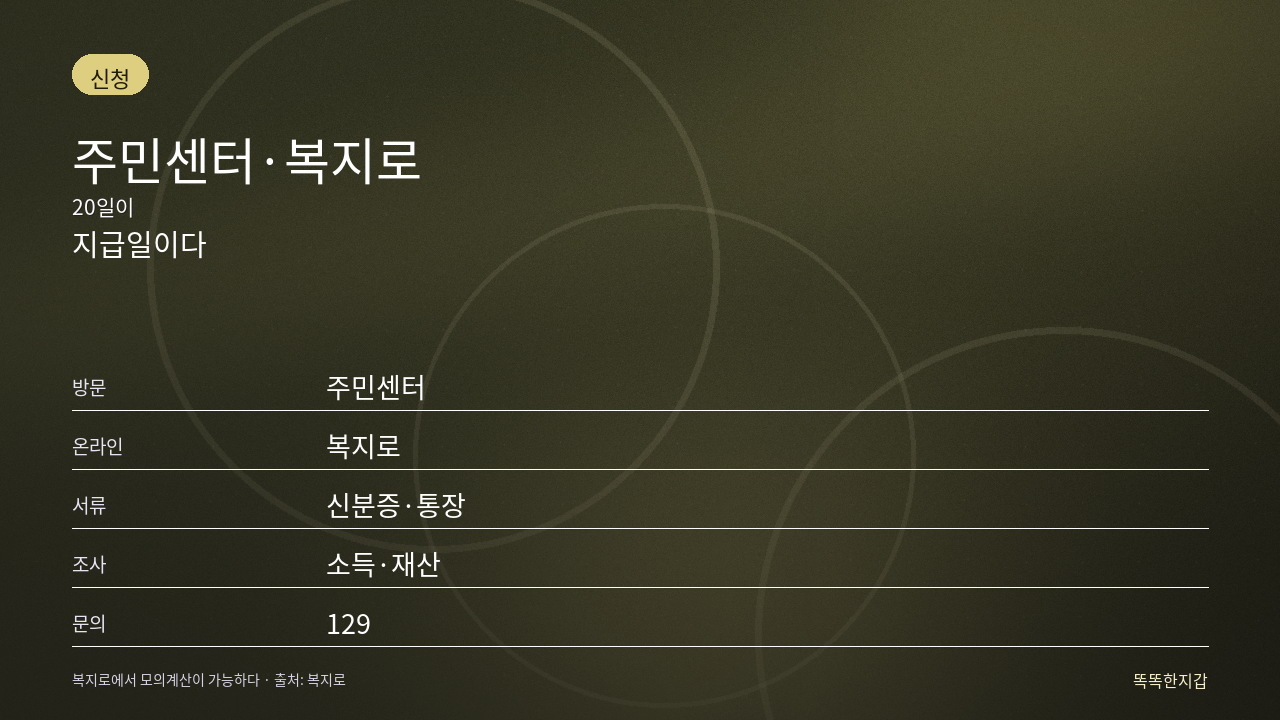 신청
주민센터·복지로
20일이
지급일이다
방문 주민센터
온라인 복지로
서류 신분증·통장
조사 소득·재산
문의 129
복지로에서 모의계산이 가능하다 · 출처: 복지로
똑똑한지갑